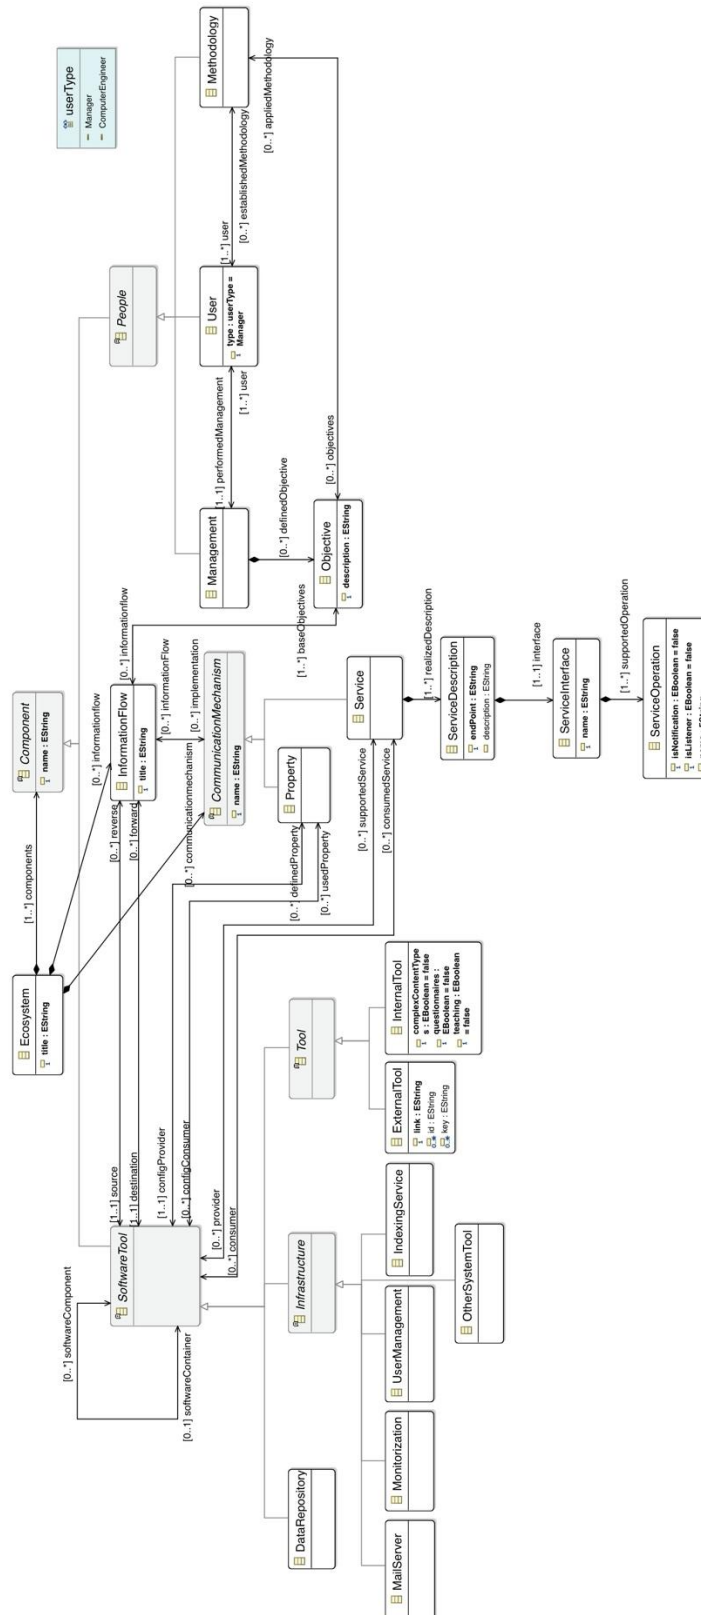 userType
Manager
ComputerEngineer
Methodology
[0..*] appliedMethodology
[0..*] establishedMethodology
[1..*] user
People
User
type : userType =
Manager
[1..*] user
[1..1] performedManagement
Management
[0..*] definedObjective
[0..*] objectives
Objective
description : EString
[1..*] baseObjectives
[0..*] informationflow
Component
name : EString
[0..*] informationflow
InformationFlow
title : EString
[0..*] informationFlow
[0..*] implementation
CommunicationMechanism
name : EString
[0..*] communicationmechanism
[1..*] components
[0..*] reverse
[0..*] forward
Ecosystem
title : EString
Property
[0..*] definedProperty
[0..*] usedProperty
Service
[0..*] supportedService
[0..*] consumedService
[1..1] realizedDescription
ServiceDescription
endPoint : EString
description : EString
[1..1] interface
ServiceInterface
name : EString
[1..*] supportedOperation
ServiceOperation
isNotification : EBoolean = false
isListener : EBoolean = false
[1..1] source
[1..1] destination
[1..1] configProvider
[0..*] configConsumer
[0..*] provider
[0..*] consumer
SoftwareTool
[0..*] softwareComponent
[0..1] softwareContainer
Tool
InternalTool
complexContentType
s : EBoolean = false
questionnaires :
EBoolean = false
teaching : EBoolean
= false
ExternalTool
link : EString
0..* id : EString
0..* key : EString
Infrastructure
IndexingService
OtherSystemTool
UserManagement
Monitorization
MailServer
DataRepository